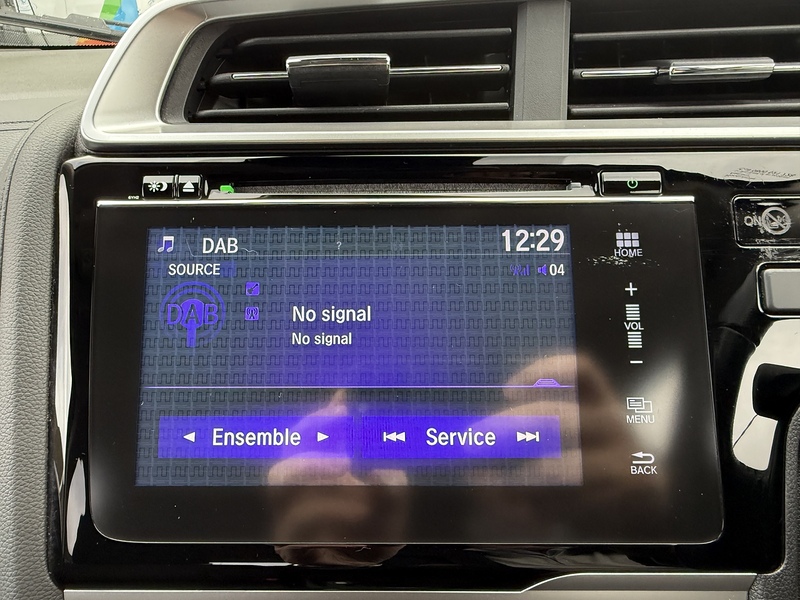 DAB
12:29
SOURCE
04
HOME
DAB
No signal
No signal
+
VOL
−
MENU
◄ Ensemble ►
Service
BACK